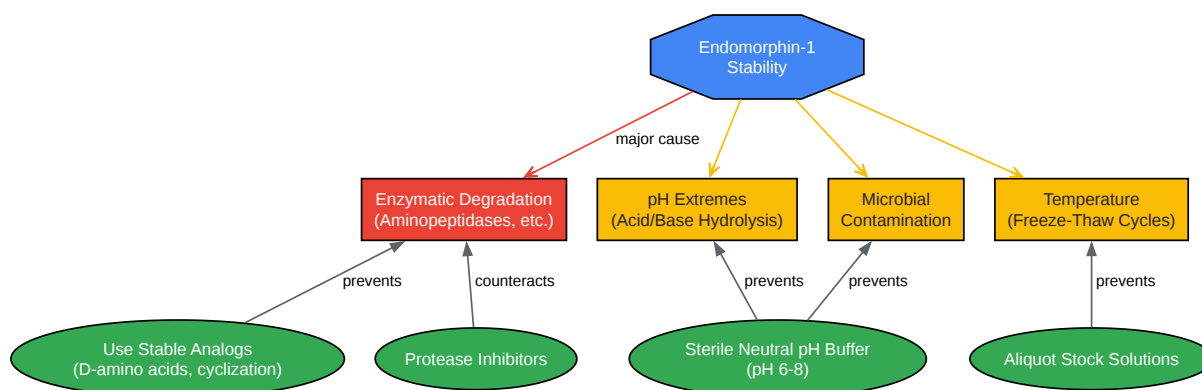 Endomorphin-1
Stability
major cause
Enzymatic Degradation
(Aminopeptidases, etc.)
pH Extremes
(Acid/Base Hydrolysis)
Microbial
Contamination
Temperature
(Freeze-Thaw Cycles)
prevents
counteracts
prevents
prevents
prevents
Use Stable Analogs
(D-amino acids, cyclization)
Protease Inhibitors
Sterile Neutral pH Buffer
(pH 6-8)
Aliquot Stock Solutions